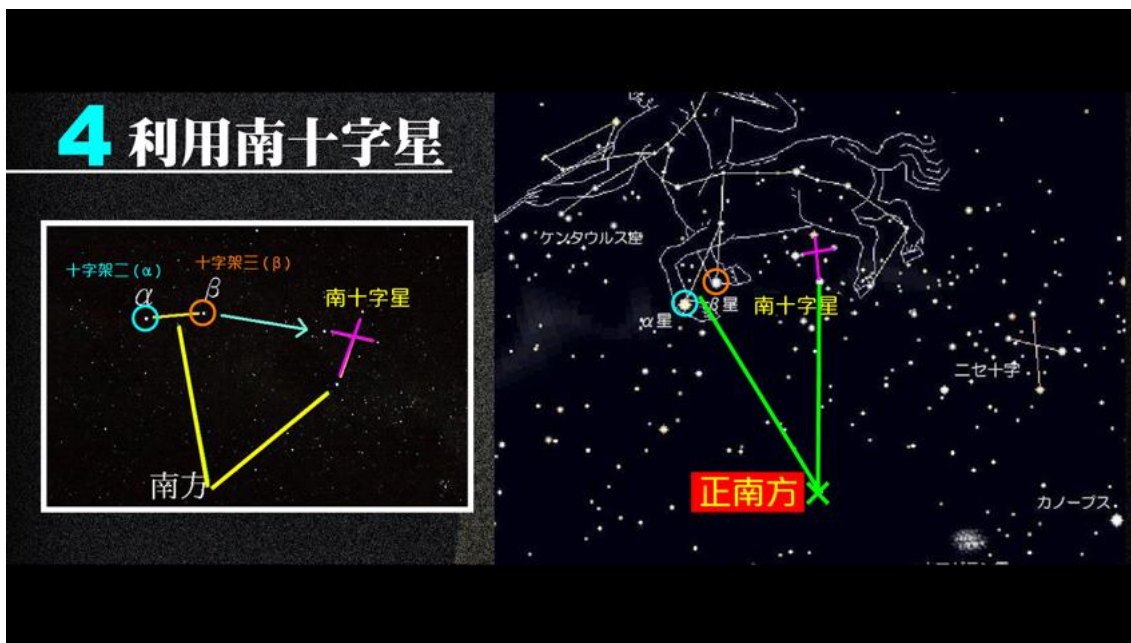 4 利用南十字星
十字架二(α)
十字架三(β)
α
β
南十字星
南方
ケンタウルス座
α星
β星
南十字星
ニセ十字
正南方
カノープス